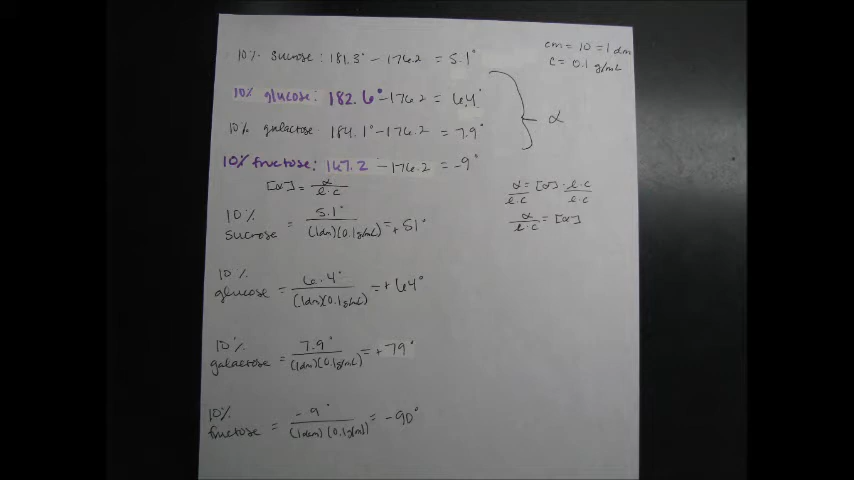 cm = 10 = 1 dm
c = 0.1 g/mL
10% sucrose: 181.3° - 176.2 = 5.1°
10% glucose: 182.6° - 176.2 = 6.4°
10% galactose: 184.1° - 176.2 = 7.9°
α
10% fructose: 167.2 - 176.2 = -9°
[α] = α / l·c
α / l·c = [α] · l·c / l·c
α / l·c = [α]
10% sucrose = 5.1° / (1dm)(0.1g/mL) = +51°
10% glucose = 6.4° / (1dm)(0.1g/mL) = +64°
10% galactose = 7.9° / (1dm)(0.1g/mL) = +79°
10% fructose = -9° / (1dm)(0.1g/ml) = -90°